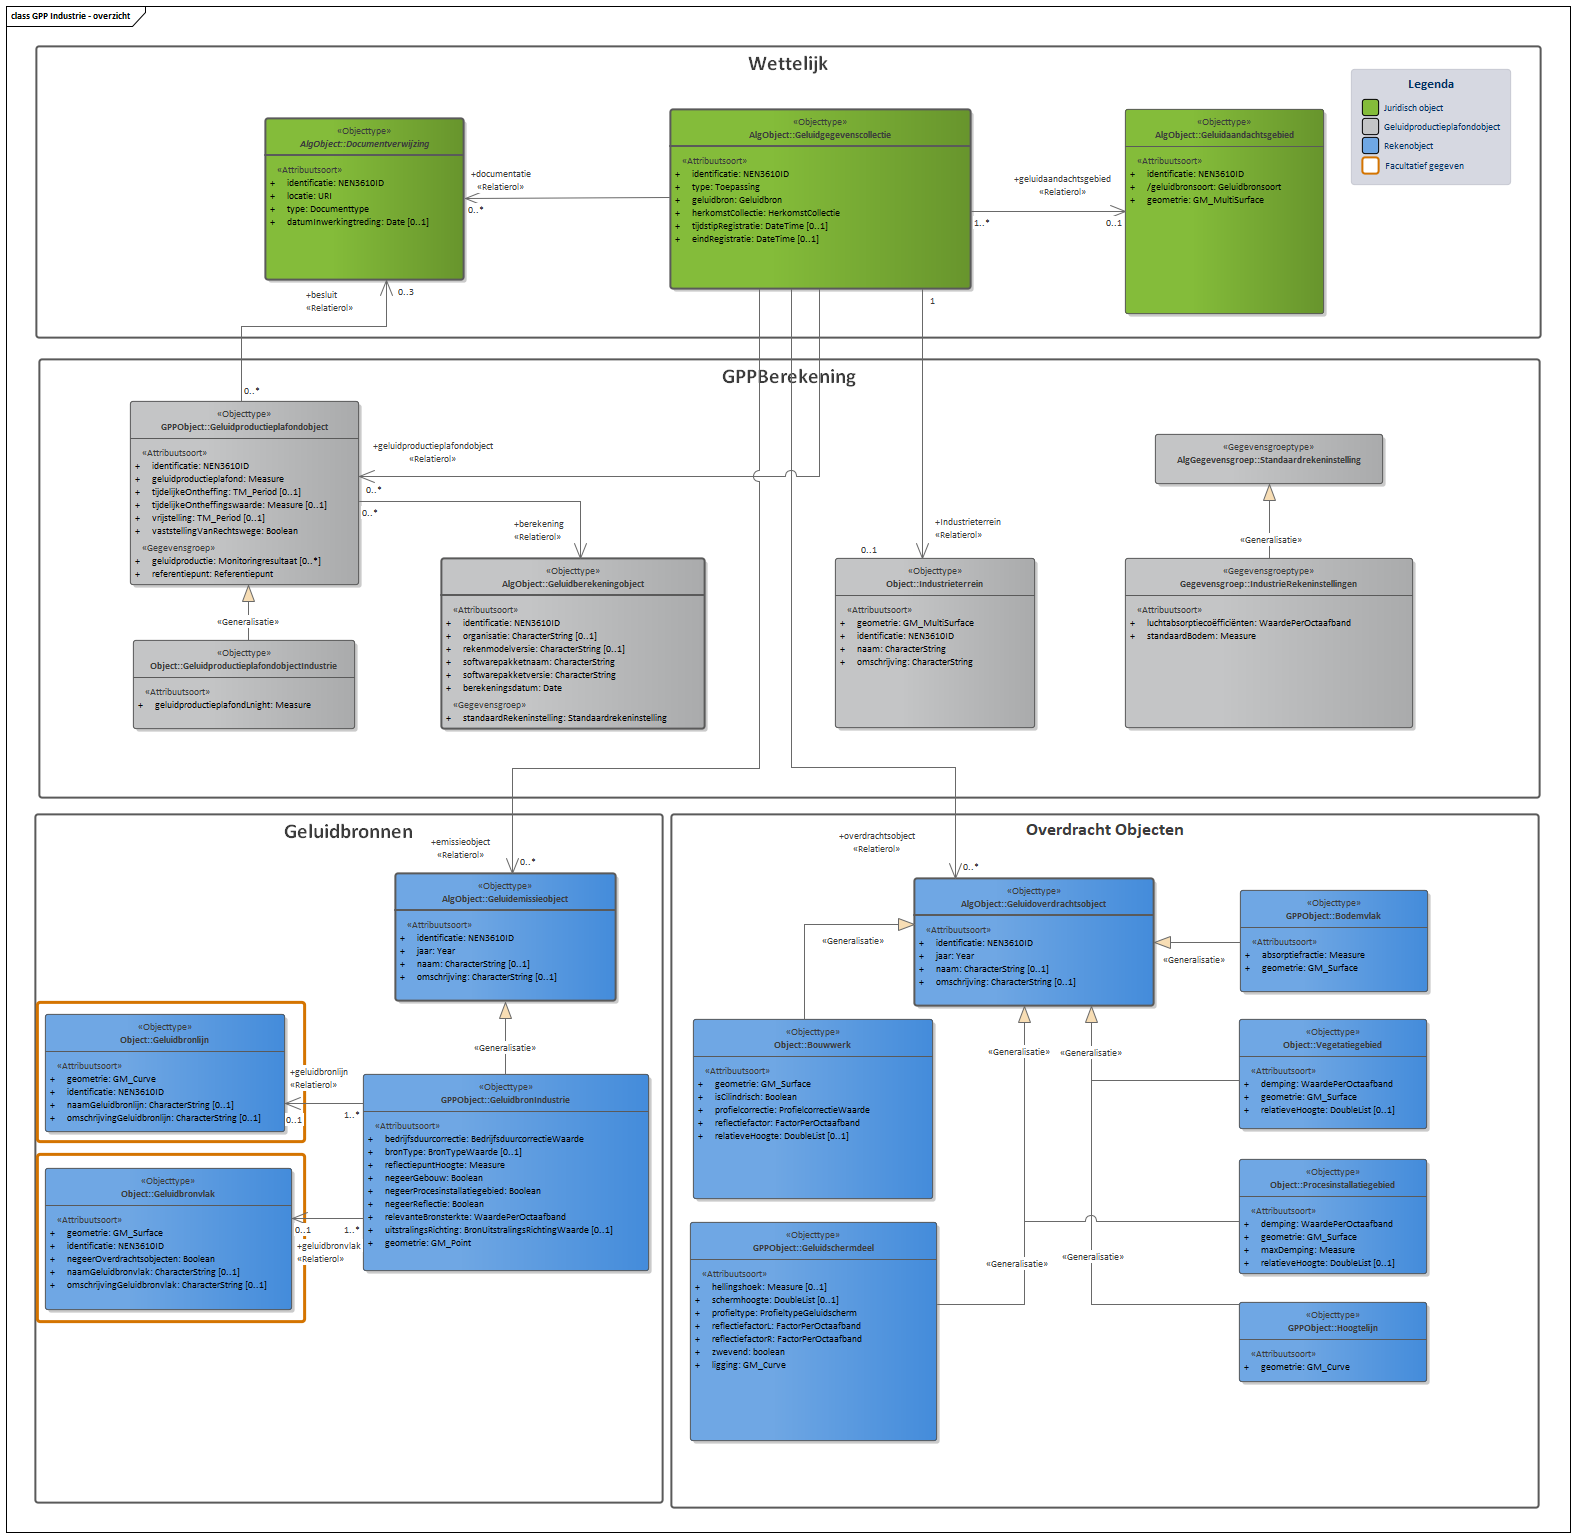 class GPP Industrie - overzicht
Wettelijk
Legenda
Juridisch object
Geluidproductieplafondobject
Rekenobject
Facultatief gegeven
«Objecttype»
AlgObject::Documentverwijzing
«Attribuutsoort»
+ identificatie: NEN3610ID
+ locatie: URI
+ type: Documenttype
+ datumInwerkingtreding: Date [0..1]
+documentatie
«Relatierol»
0..*
«Objecttype»
AlgObject::Geluidgegevenscollectie
«Attribuutsoort»
+ identificatie: NEN3610ID
+ type: Toepassing
+ geluidbron: Geluidbron
+ herkomstCollectie: HerkomstCollectie
+ tijdstipRegistratie: DateTime [0..1]
+ eindRegistratie: DateTime [0..1]
+geluidaandachtsgebied
«Relatierol»
1..*
0..1
«Objecttype»
AlgObject::Geluidaandachtsgebied
«Attribuutsoort»
+ identificatie: NEN3610ID
+ /geluidbronsoort: Geluidbronsoort
+ geometrie: GM_MultiSurface
+besluit
«Relatierol»
0..3
1
GPPBerekening
0..*
«Objecttype»
GPPObject::Geluidproductieplafondobject
«Attribuutsoort»
+ identificatie: NEN3610ID
+ geluidproductieplafond: Measure
+ tijdelijkeOntheffing: TM_Period [0..1]
+ tijdelijkeOntheffingswaarde: Measure [0..1]
+ vrijstelling: TM_Period [0..1]
+ vaststellingVanRechtswege: Boolean
«Gegevensgroep»
+ geluidproductie: Monitoringresultaat [0..*]
+ referentiepunt: Referentiepunt
+geluidproductieplafondobject
«Relatierol»
0..*
0..*
+berekening
«Relatierol»
«Generalisatie»
«Objecttype»
Object::GeluidproductieplafondobjectIndustrie
«Attribuutsoort»
+ geluidproductieplafondLnight: Measure
«Objecttype»
AlgObject::Geluidberekeningobject
«Attribuutsoort»
+ identificatie: NEN3610ID
+ organisatie: CharacterString [0..1]
+ rekenmodelversie: CharacterString [0..1]
+ softwarepakketnaam: CharacterString
+ softwarepakketversie: CharacterString
+ berekeningsdatum: Date
«Gegevensgroep»
+ standaardRekeninstelling: Standaardrekeninstelling
+Industrieterrein
«Relatierol»
0..1
«Objecttype»
Object::Industrieterrein
«Attribuutsoort»
+ geometrie: GM_MultiSurface
+ identificatie: NEN3610ID
+ naam: CharacterString
+ omschrijving: CharacterString
«Gegevensgroeptype»
AlgGegevensgroep::Standaardrekeninstelling
«Generalisatie»
«Gegevensgroeptype»
Gegevensgroep::IndustrieRekeninstellingen
«Attribuutsoort»
+ luchtabsorptiecoëfficiënten: WaardePerOctaafband
+ standaardBodem: Measure
Geluidbronnen
+emissieobject
«Relatierol»
0..*
«Objecttype»
AlgObject::Geluidemissieobject
«Attribuutsoort»
+ identificatie: NEN3610ID
+ jaar: Year
+ naam: CharacterString [0..1]
+ omschrijving: CharacterString [0..1]
«Generalisatie»
«Objecttype»
Object::Geluidbronlijn
«Attribuutsoort»
+ geometrie: GM_Curve
+ identificatie: NEN3610ID
+ naamGeluidbronlijn: CharacterString [0..1]
+ omschrijvingGeluidbronlijn: CharacterString [0..1]
+geluidbronlijn
«Relatierol»
0..1
1..*
«Objecttype»
GPPObject::GeluidbronIndustrie
«Attribuutsoort»
+ bedrijfsduurcorrectie: BedrijfsduurcorrectieWaarde
+ bronType: BronTypeWaarde [0..1]
+ reflectiepuntHoogte: Measure
+ negeerGebouw: Boolean
+ negeerProcesinstallatiegebied: Boolean
+ negeerReflectie: Boolean
+ relevanteBronsterkte: WaardePerOctaafband
+ uitstralingsRichting: BronUitstralingsRichtingWaarde [0..1]
+ geometrie: GM_Point
«Objecttype»
Object::Geluidbronvlak
«Attribuutsoort»
+ geometrie: GM_Surface
+ identificatie: NEN3610ID
+ negeerOverdrachtsobjecten: Boolean
+ naamGeluidbronvlak: CharacterString [0..1]
+ omschrijvingGeluidbronvlak: CharacterString [0..1]
0..1
1..*
+geluidbronvlak
«Relatierol»
Overdracht Objecten
+overdrachtsobject
«Relatierol»
0..*
«Objecttype»
AlgObject::Geluidoverdrachtsobject
«Attribuutsoort»
+ identificatie: NEN3610ID
+ jaar: Year
+ naam: CharacterString [0..1]
+ omschrijving: CharacterString [0..1]
«Generalisatie»
«Generalisatie»
«Objecttype»
GPPObject::Bodemvlak
«Attribuutsoort»
+ absorptiefractie: Measure
+ geometrie: GM_Surface
«Objecttype»
Object::Bouwwerk
«Attribuutsoort»
+ geometrie: GM_Surface
+ isCilindrisch: Boolean
+ profielcorrectie: ProfielcorrectieWaarde
+ reflectiefactor: FactorPerOctaafband
+ relatieveHoogte: DoubleList [0..1]
«Generalisatie»
«Generalisatie»
«Objecttype»
Object::Vegetatiegebied
«Attribuutsoort»
+ demping: WaardePerOctaafband
+ geometrie: GM_Surface
+ relatieveHoogte: DoubleList [0..1]
«Objecttype»
Object::Procesinstallatiegebied
«Attribuutsoort»
+ demping: WaardePerOctaafband
+ geometrie: GM_Surface
+ maxDemping: Measure
+ relatieveHoogte: DoubleList [0..1]
«Objecttype»
GPPObject::Geluidschermdeel
«Attribuutsoort»
+ hellingshoek: Measure [0..1]
+ schermhoogte: DoubleList [0..1]
+ profieltype: ProfieltypeGeluidscherm
+ reflectiefactorL: FactorPerOctaafband
+ reflectiefactorR: FactorPerOctaafband
+ zwevend: boolean
+ ligging: GM_Curve
«Generalisatie»
«Generalisatie»
«Objecttype»
GPPObject::Hoogtelijn
«Attribuutsoort»
+ geometrie: GM_Curve